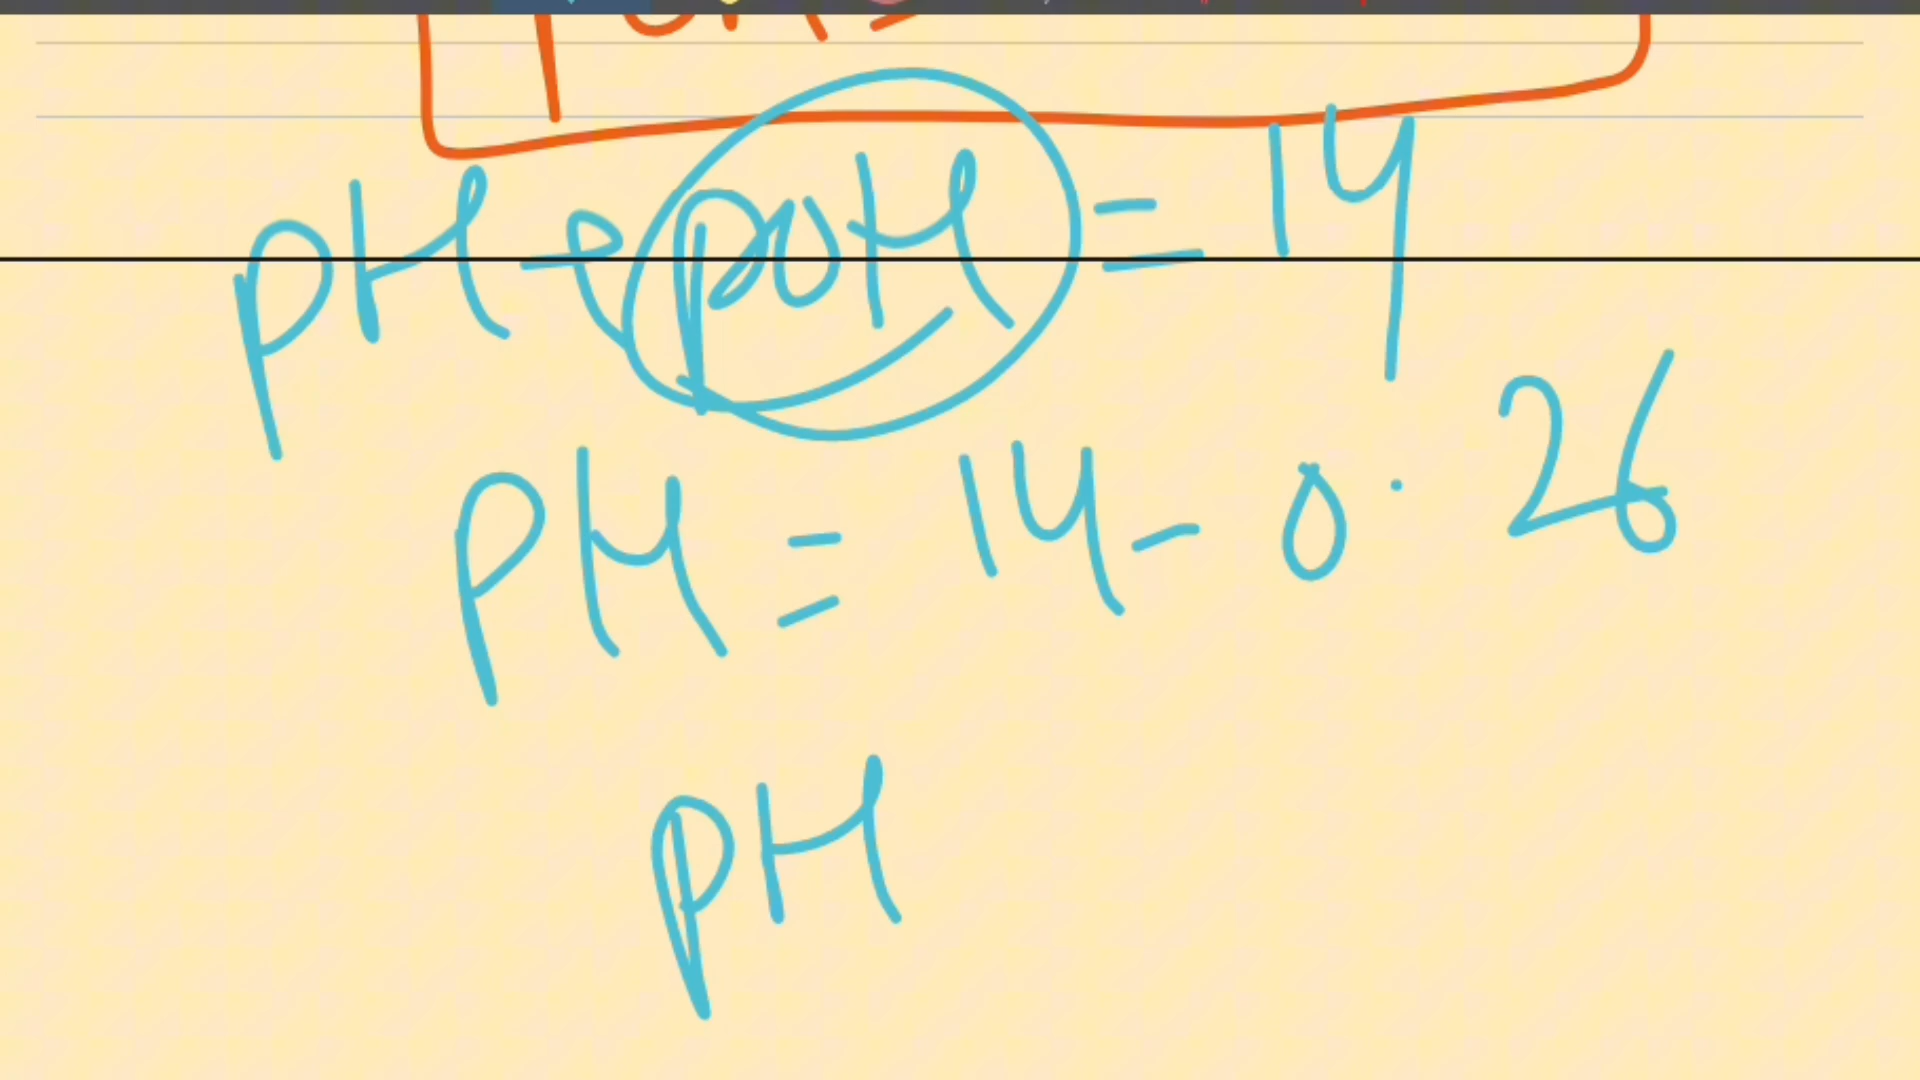 pH + pOH = 14
pH = 14 - 0.26
pH